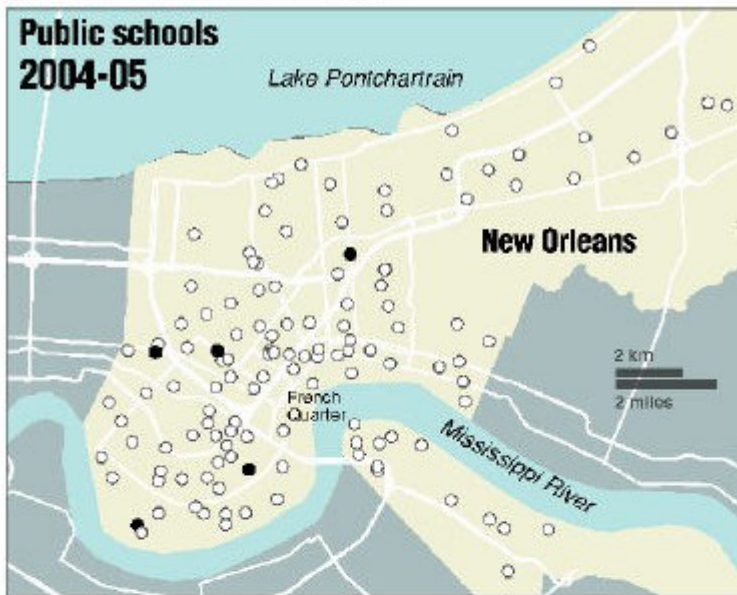 Public schools
2004-05
Lake Pontchartrain
New Orleans
2 km
2 miles
French
Quarter
Mississippi River